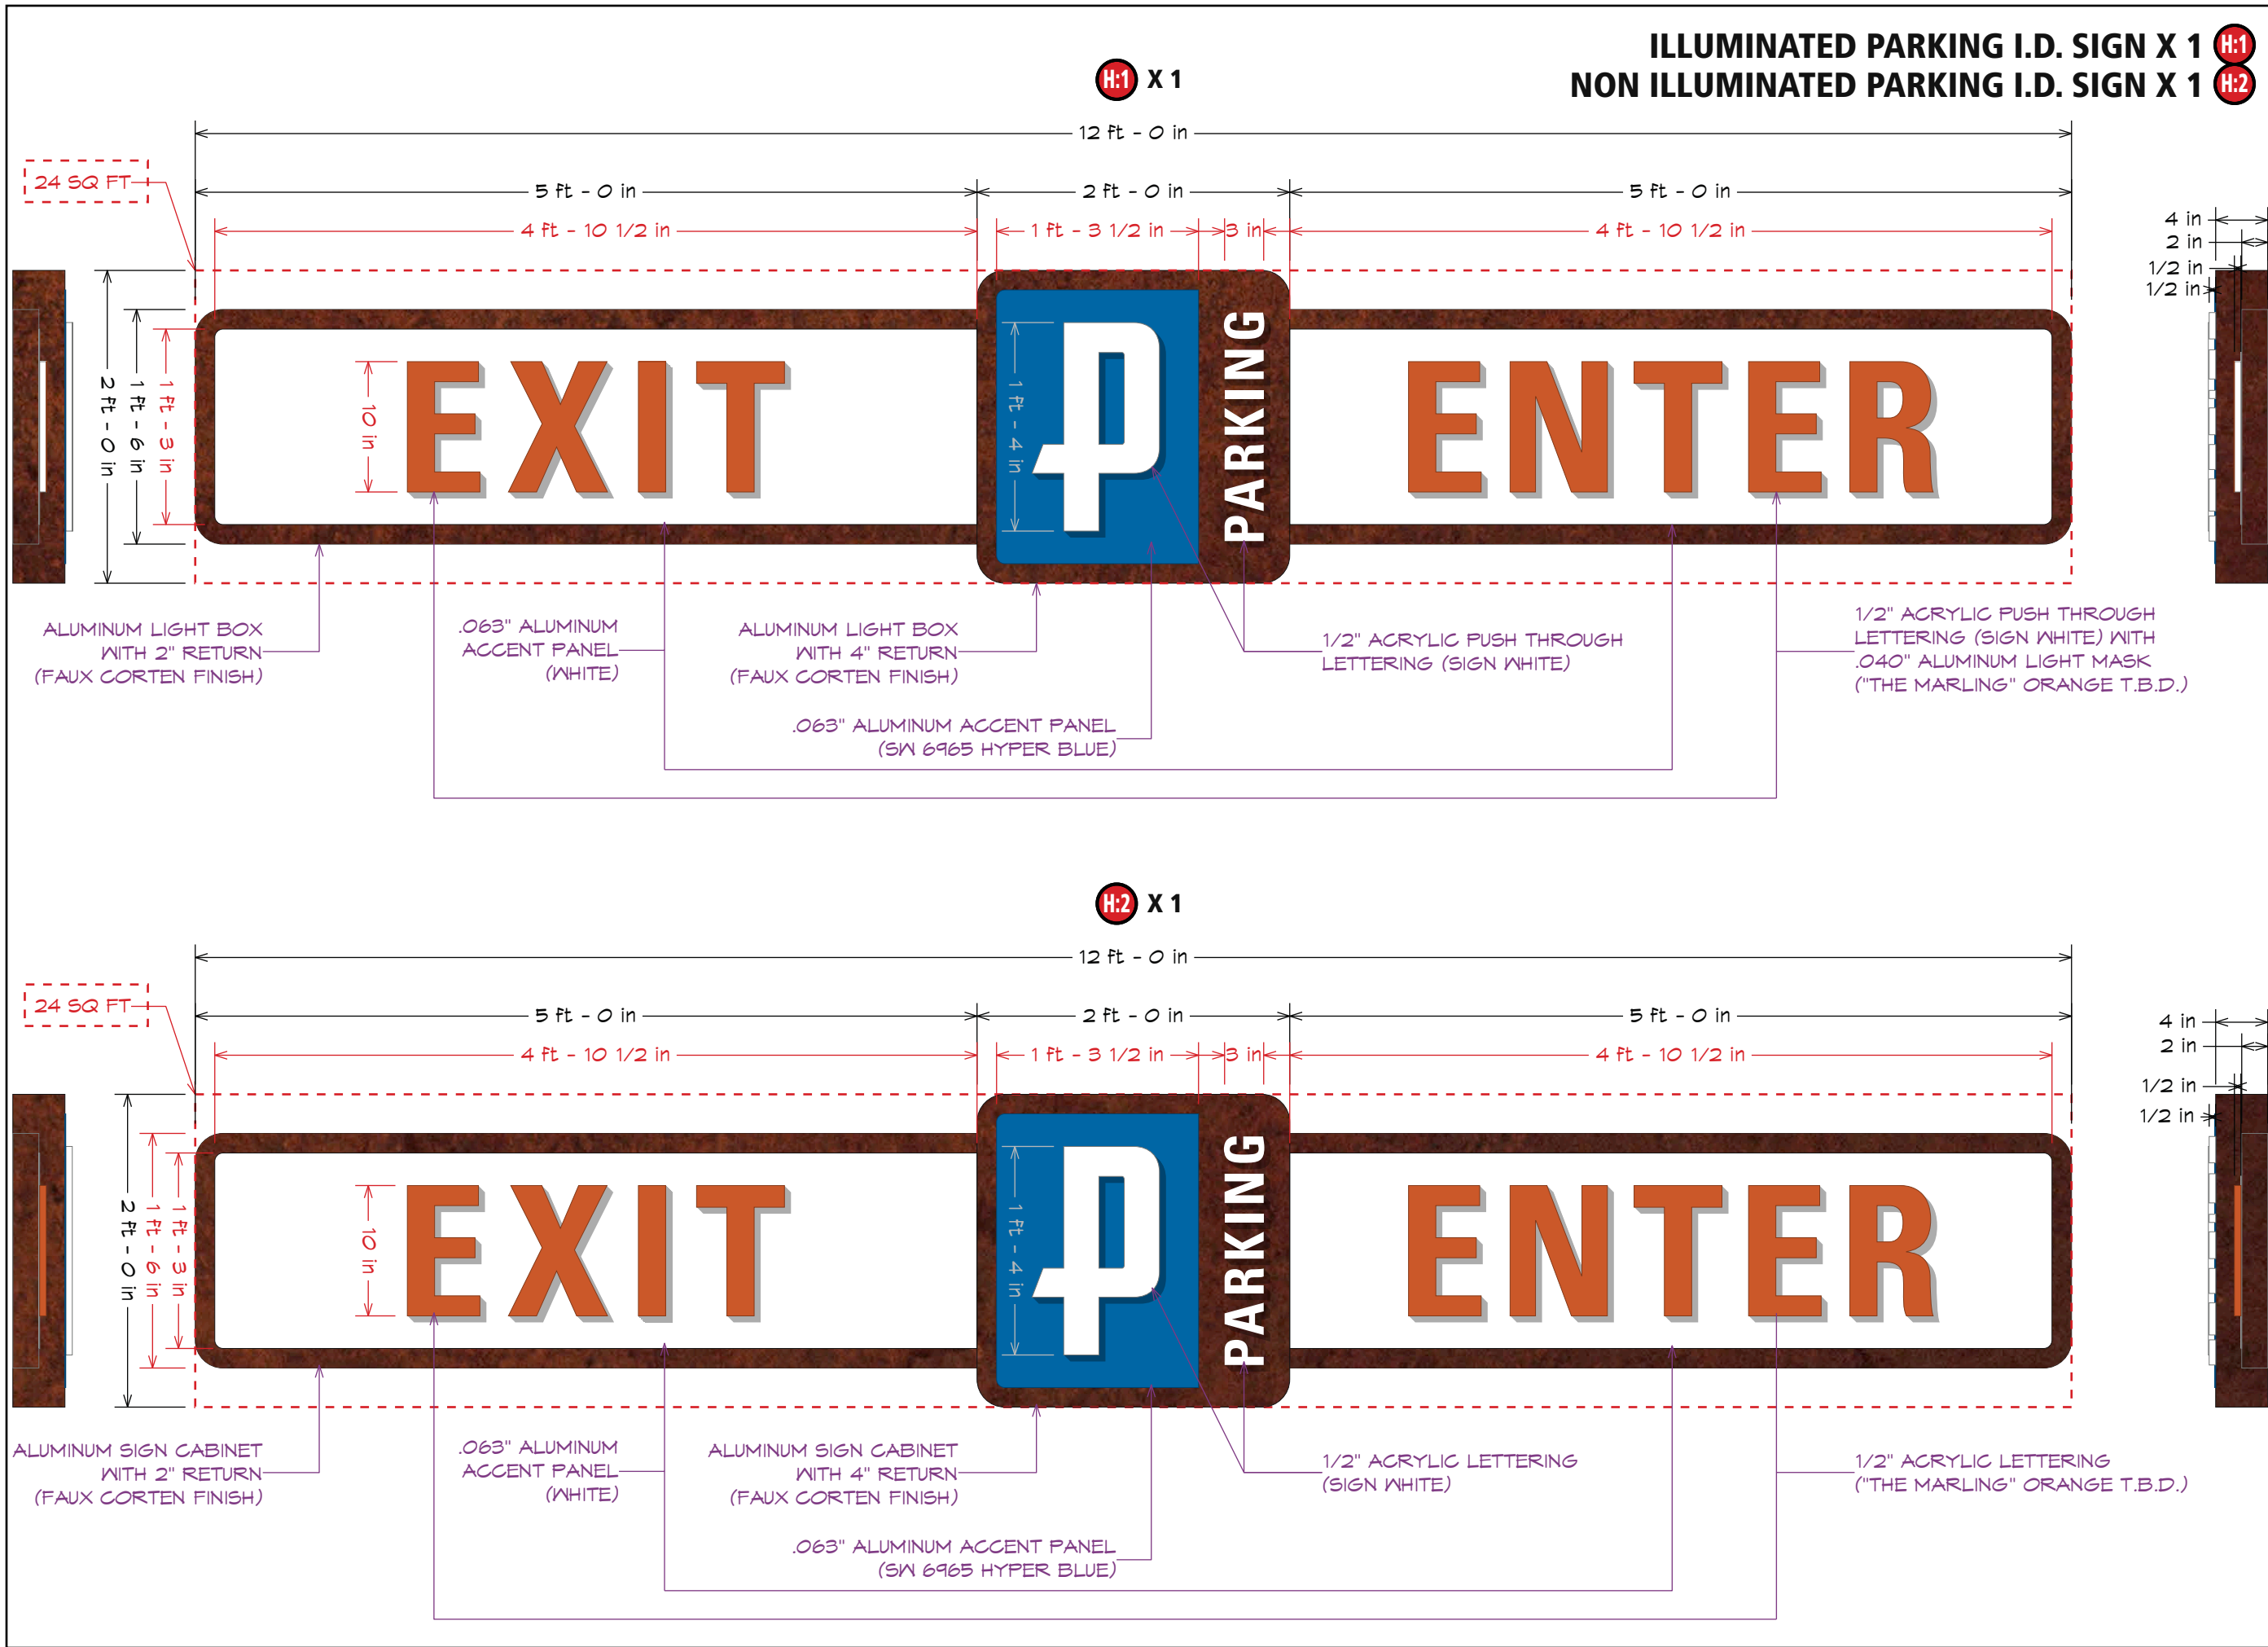 ILLUMINATED PARKING I.D. SIGN X 1 H:1
NON ILLUMINATED PARKING I.D. SIGN X 1 H:2
H:1 X 1
12 ft - 0 in
24 SQ FT
5 ft - 0 in
2 ft - 0 in
5 ft - 0 in
4 ft - 10 1/2 in
1 ft - 3 1/2 in
3 in
4 ft - 10 1/2 in
4 in
2 in
1/2 in
1/2 in
2 ft - 0 in
1 ft - 6 in
1 ft - 3 in
10 in
EXIT
1 ft - 4 in
P
PARKING
ENTER
ALUMINUM LIGHT BOX
WITH 2" RETURN
(FAUX CORTEN FINISH)
.063" ALUMINUM
ACCENT PANEL
(WHITE)
ALUMINUM LIGHT BOX
WITH 4" RETURN
(FAUX CORTEN FINISH)
.063" ALUMINUM ACCENT PANEL
(SW 6965 HYPER BLUE)
1/2" ACRYLIC PUSH THROUGH
LETTERING (SIGN WHITE)
1/2" ACRYLIC PUSH THROUGH
LETTERING (SIGN WHITE) WITH
.040" ALUMINUM LIGHT MASK
("THE MARLING" ORANGE T.B.D.)
H:2 X 1
12 ft - 0 in
24 SQ FT
5 ft - 0 in
2 ft - 0 in
5 ft - 0 in
4 ft - 10 1/2 in
1 ft - 3 1/2 in
3 in
4 ft - 10 1/2 in
4 in
2 in
1/2 in
1/2 in
2 ft - 0 in
1 ft - 6 in
1 ft - 3 in
10 in
EXIT
1 ft - 4 in
P
PARKING
ENTER
ALUMINUM SIGN CABINET
WITH 2" RETURN
(FAUX CORTEN FINISH)
.063" ALUMINUM
ACCENT PANEL
(WHITE)
ALUMINUM SIGN CABINET
WITH 4" RETURN
(FAUX CORTEN FINISH)
.063" ALUMINUM ACCENT PANEL
(SW 6965 HYPER BLUE)
1/2" ACRYLIC LETTERING
(SIGN WHITE)
1/2" ACRYLIC LETTERING
("THE MARLING" ORANGE T.B.D.)